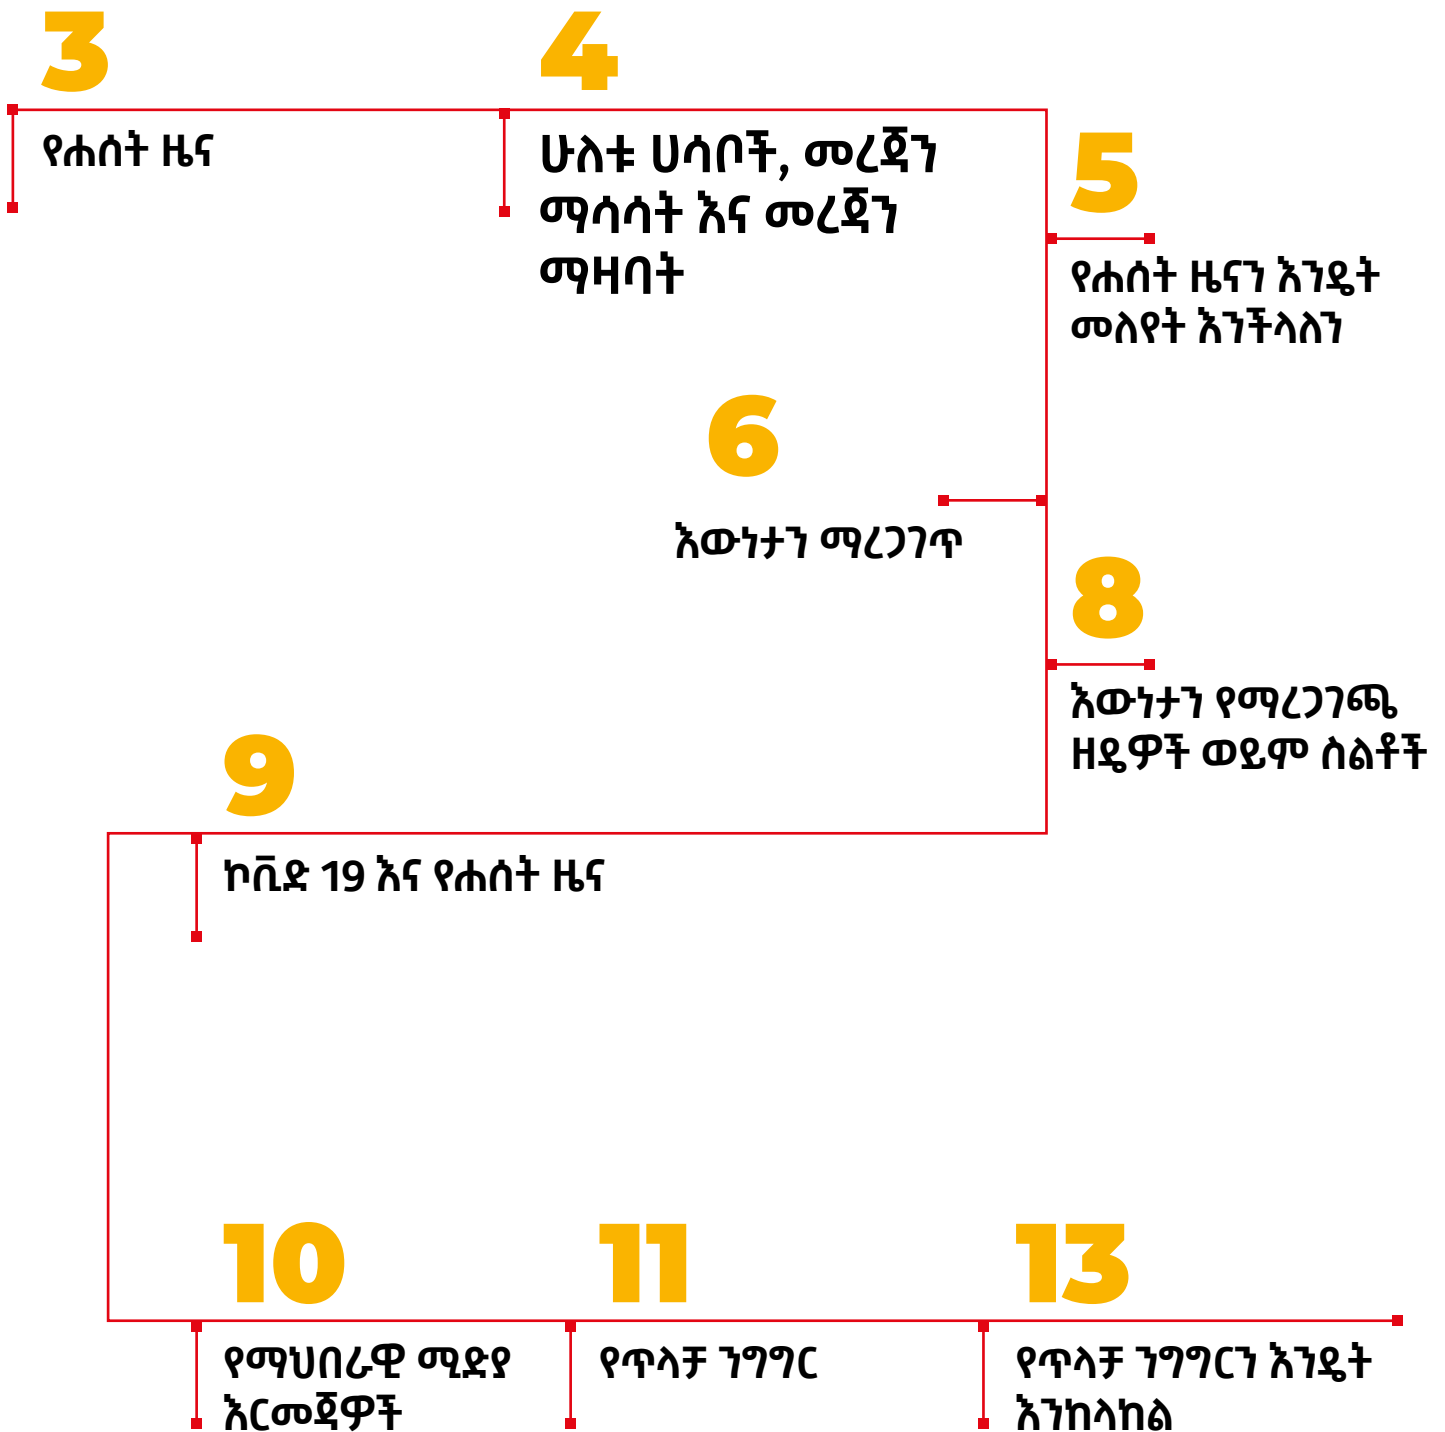 3
የሐሰት ዜና
4
ሁለቱ ሀሳቦች, መረጃን
ማሳሳት እና መረጃን
ማዛባት
5
የሐሰት ዜናን እንዴት
መለየት እንችላለን
6
እውነታን ማረጋገጥ
8
እውነታን የማረጋገጫ
ዘዴዎች ወይም ስልቶች
9
ኮቪድ 19 እና የሐሰት ዜና
10
የማህበራዊ ሚድያ
እርመጃዎች
11
የጥላቻ ንግግር
13
የጥላቻ ንግግርን እንዴት
እንከላከል